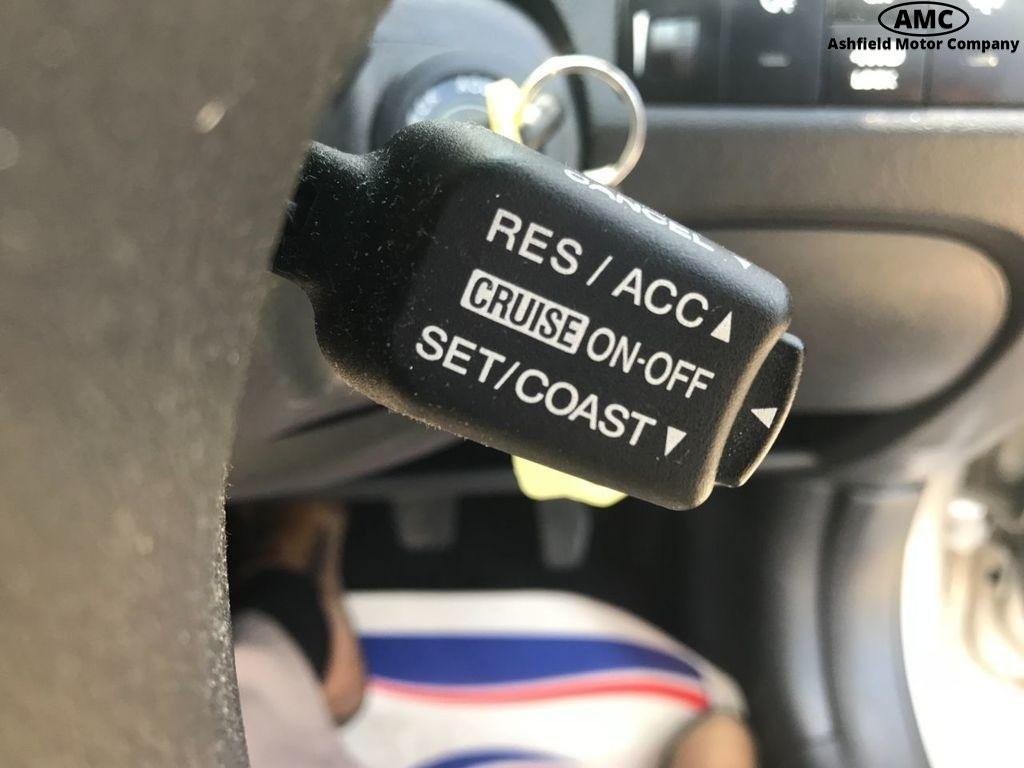 AMC
Ashfield Motor Company
CANCEL
RES / ACC▲
CRUISE ON-OFF
SET/COAST▼